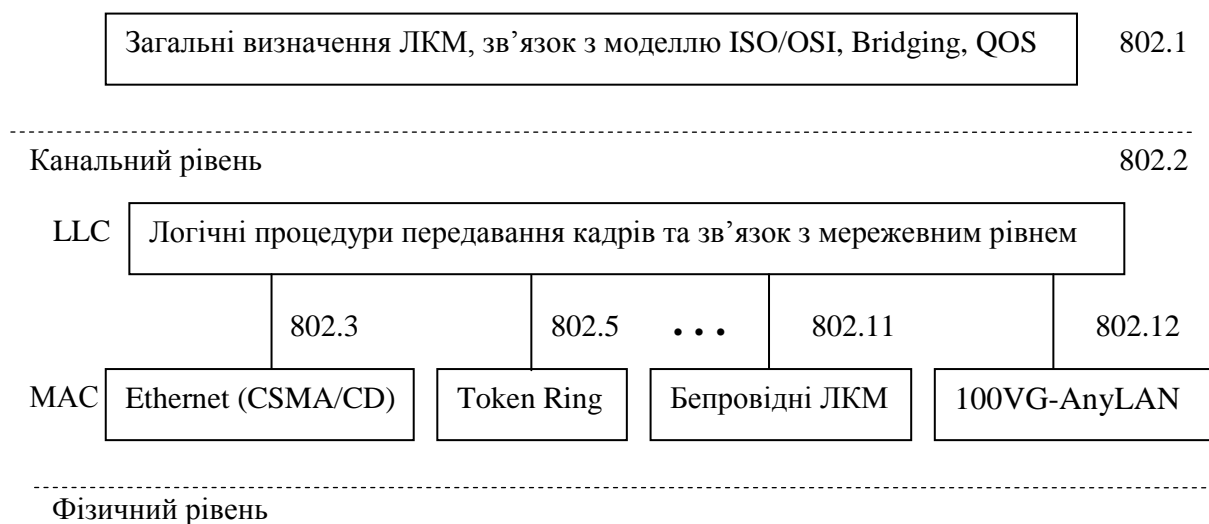 Загальні визначення ЛКМ, зв’язок з моделлю ISO/OSI, Bridging, QOS 802.1
Канальний рівень 802.2
LLC Логічні процедури передавання кадрів та зв’язок з мережевним рівнем
802.3 802.5 ... 802.11 802.12
MAC Ethernet (CSMA/CD) Token Ring Бепровідні ЛКМ 100VG-AnyLAN
Фізичний рівень